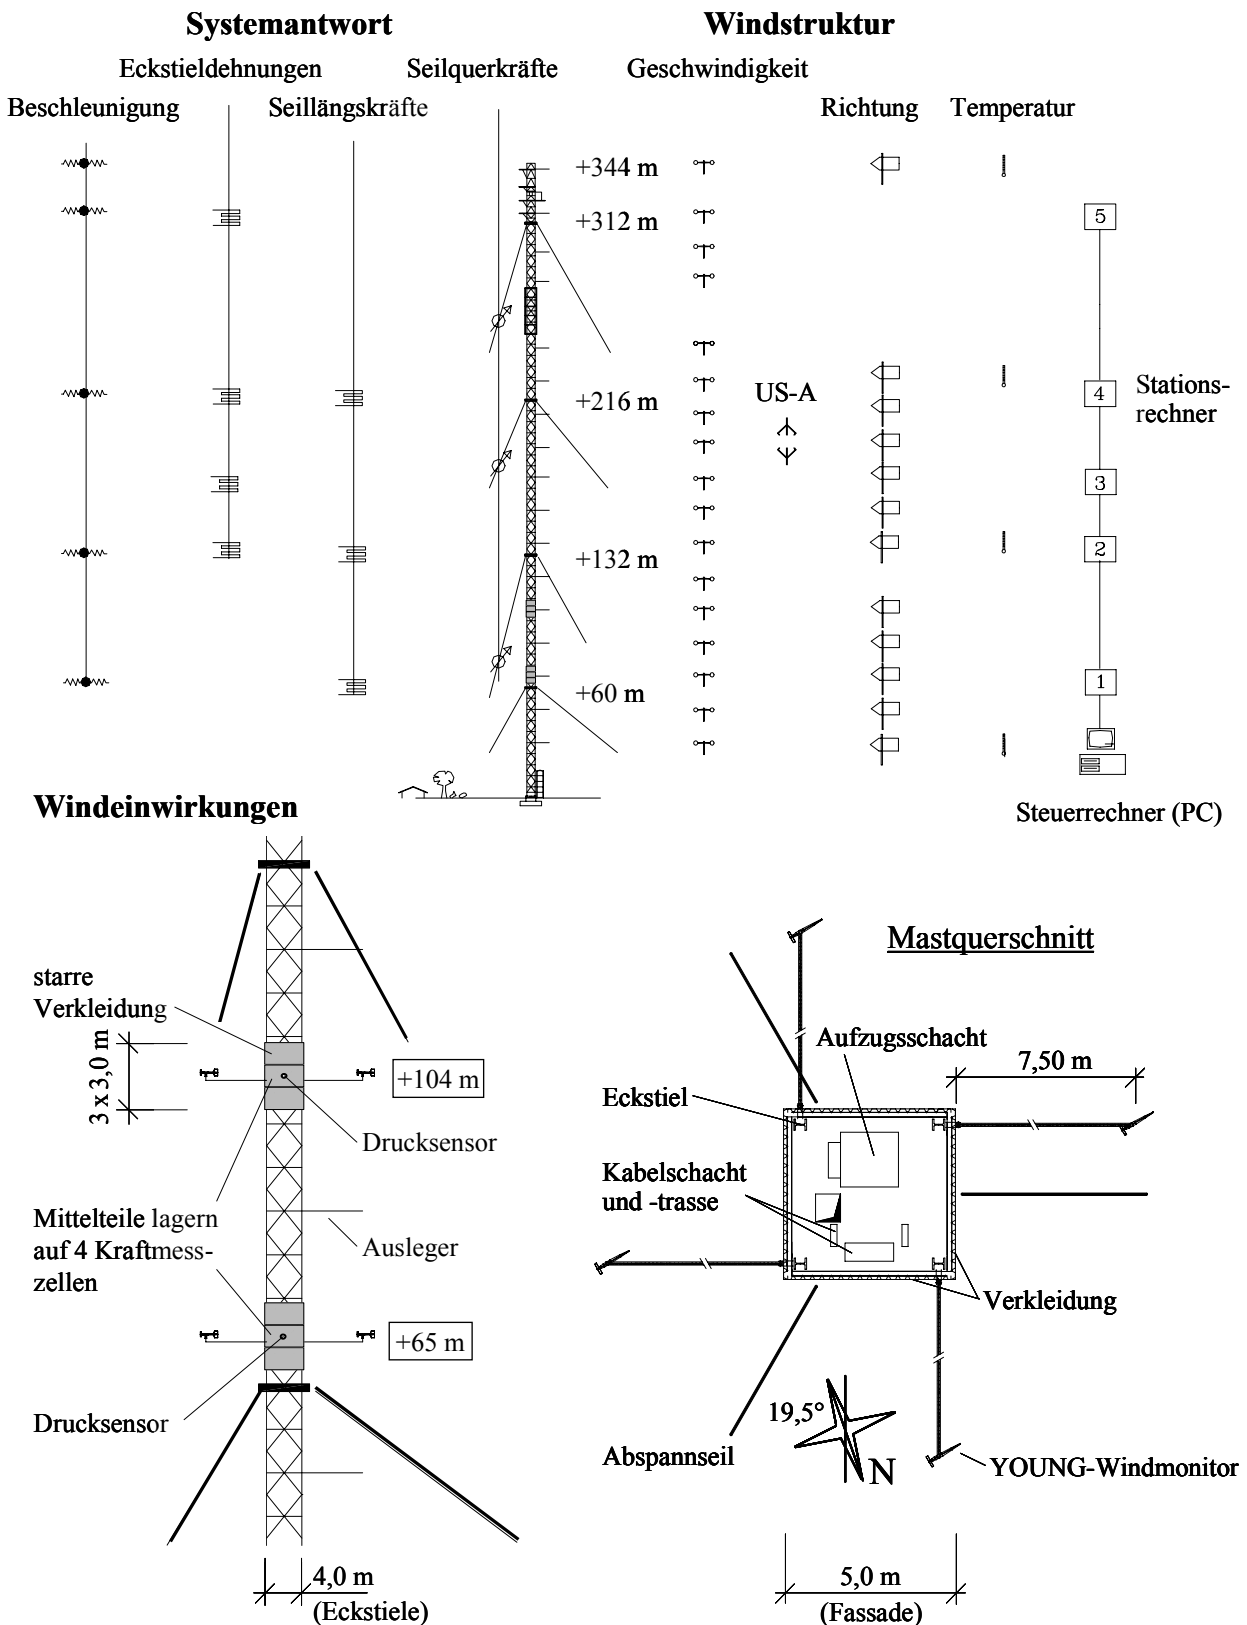 Systemantwort
Windstruktur
Eckstieldehnungen
Seilquerkräfte
Geschwindigkeit
Beschleunigung
Seillängskräfte
Richtung
Temperatur
+344 m
+312 m
5
+216 m
US-A
4
Stations-
rechner
3
+132 m
2
+60 m
1
Steuerrechner (PC)
Windeinwirkungen
starre
Verkleidung
3 x 3,0 m
+104 m
Drucksensor
Mittelteile lagern
auf 4 Kraftmess-
zellen
Ausleger
+65 m
Drucksensor
4,0 m
(Eckstiele)
Mastquerschnitt
Aufzugsschacht
7,50 m
Eckstiel
Kabelschacht
und -trasse
Verkleidung
19,5°
N
Abspannseil
YOUNG-Windmonitor
5,0 m
(Fassade)